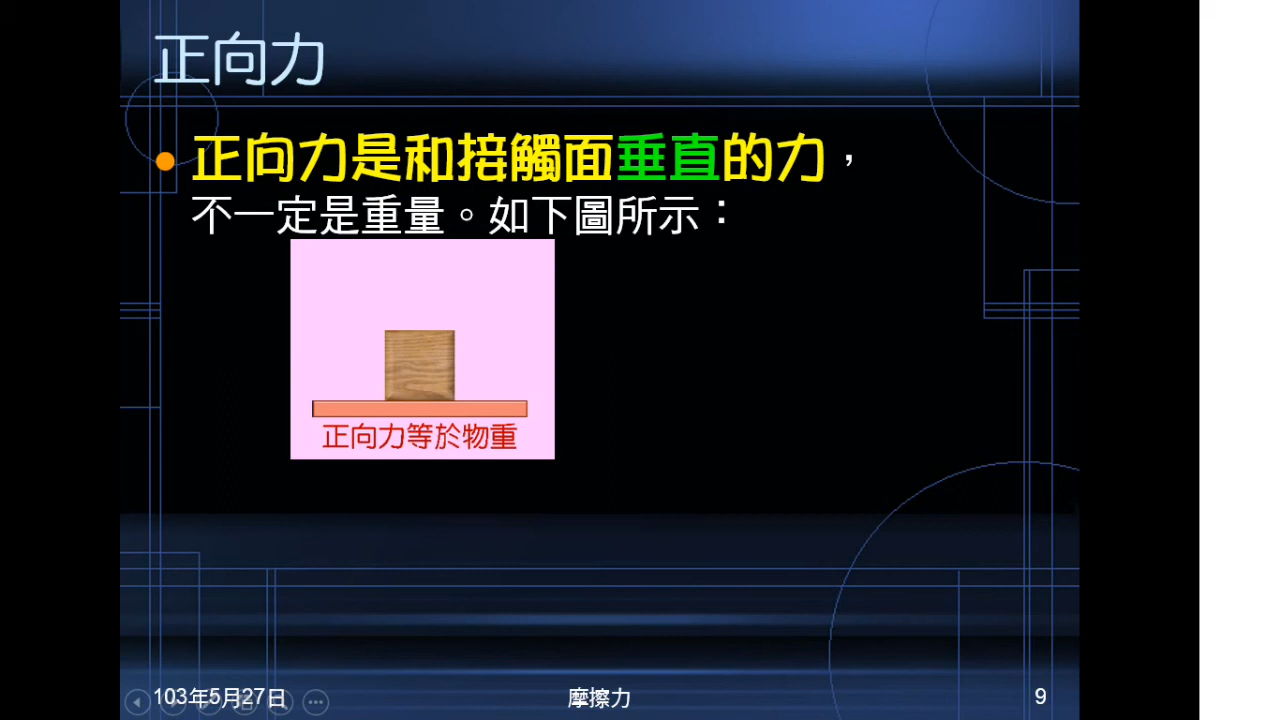 正向力
正向力是和接觸面垂直的力，
不一定是重量。如下圖所示：
正向力等於物重
103年5月27日
摩擦力
9